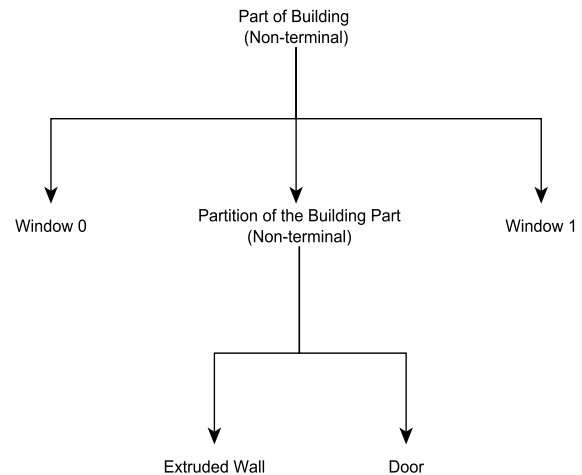 Part of Building
(Non-terminal)
Window 0
Partition of the Building Part
(Non-terminal)
Window 1
Extruded Wall
Door